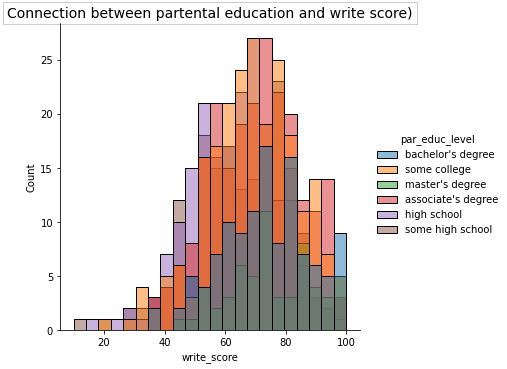 Connection between partental education and write score)
25
20
15
10
5
0
Count
20 40 60 80 100
write_score
par_educ_level
bachelor's degree
some college
master's degree
associate's degree
high school
some high school